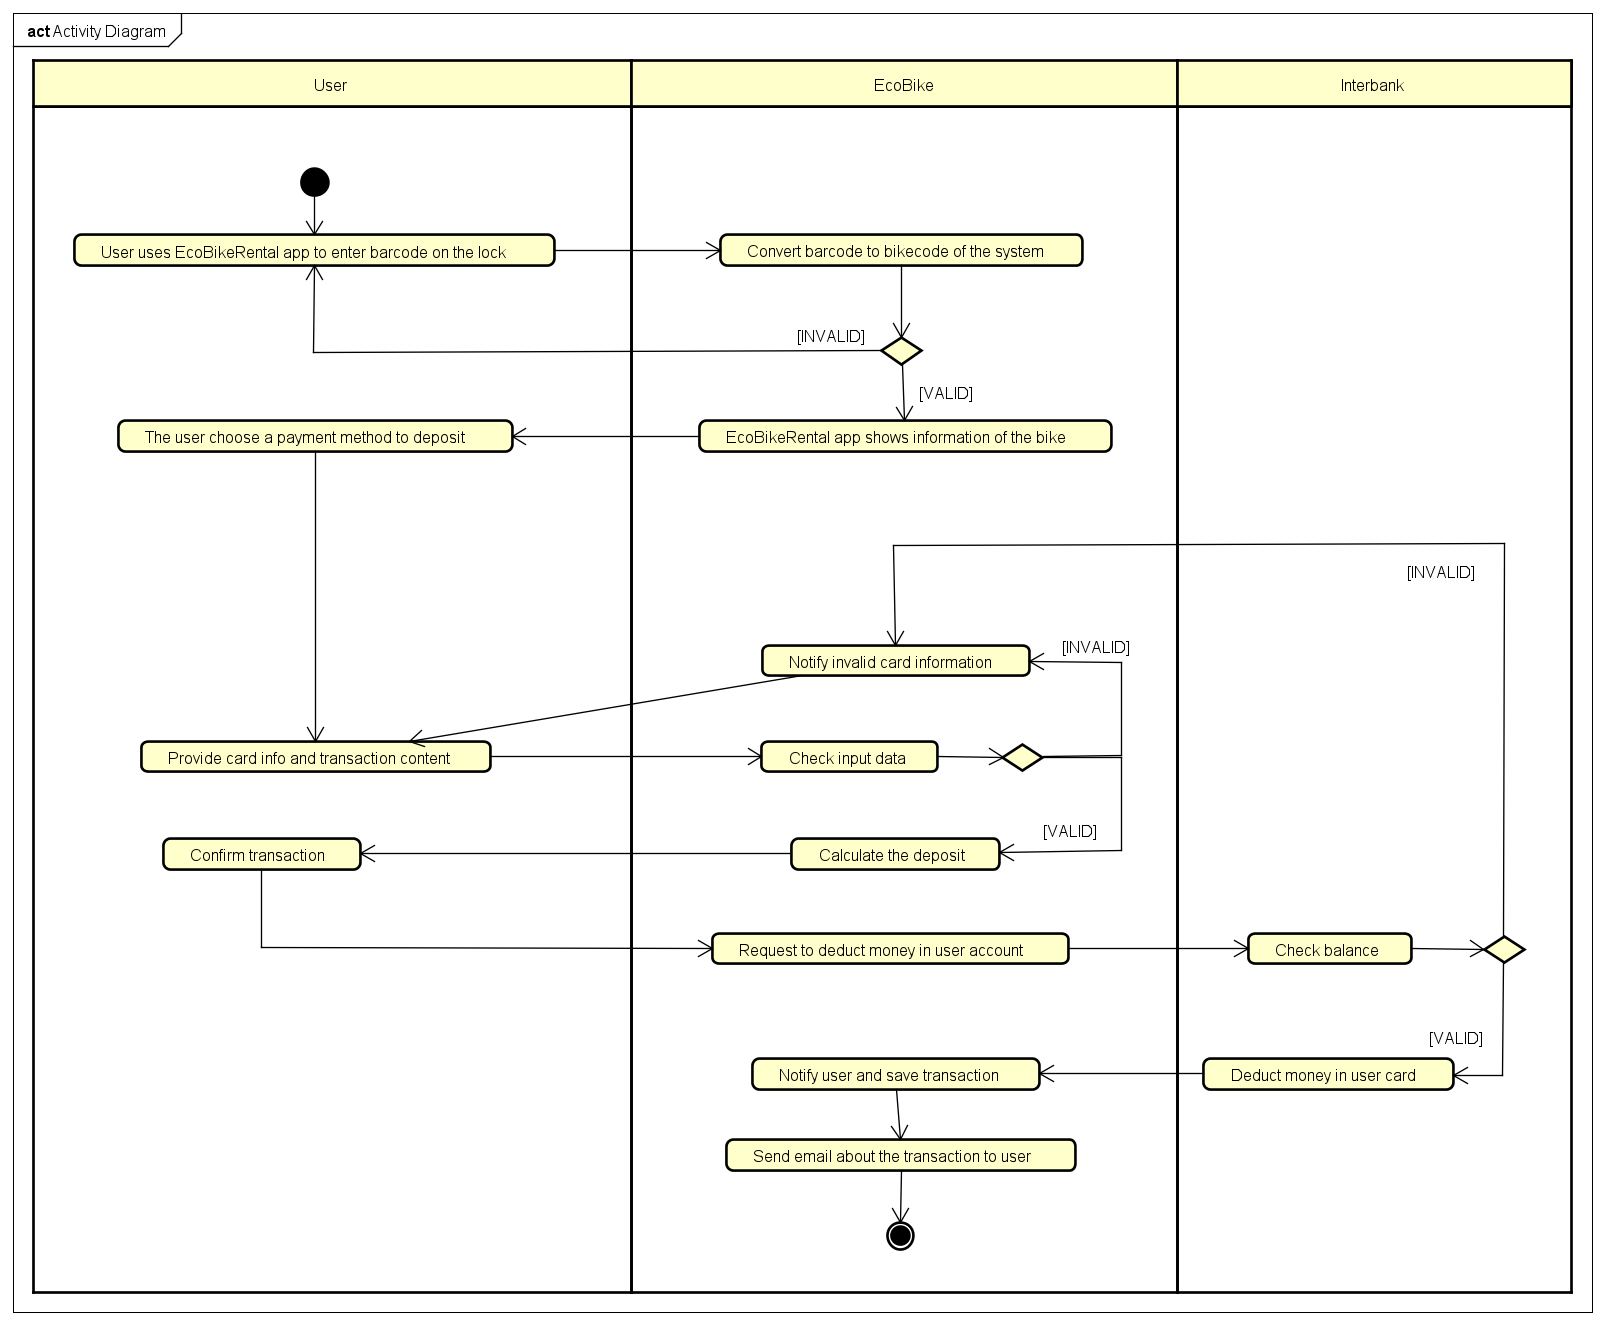 act Activity Diagram
User
EcoBike
Interbank
User uses EcoBikeRental app to enter barcode on the lock
Convert barcode to bikecode of the system
[INVALID]
[VALID]
The user choose a payment method to deposit
EcoBikeRental app shows information of the bike
[INVALID]
[INVALID]
Notify invalid card information
Provide card info and transaction content
Check input data
[VALID]
Confirm transaction
Calculate the deposit
Request to deduct money in user account
Check balance
[VALID]
Notify user and save transaction
Deduct money in user card
Send email about the transaction to user